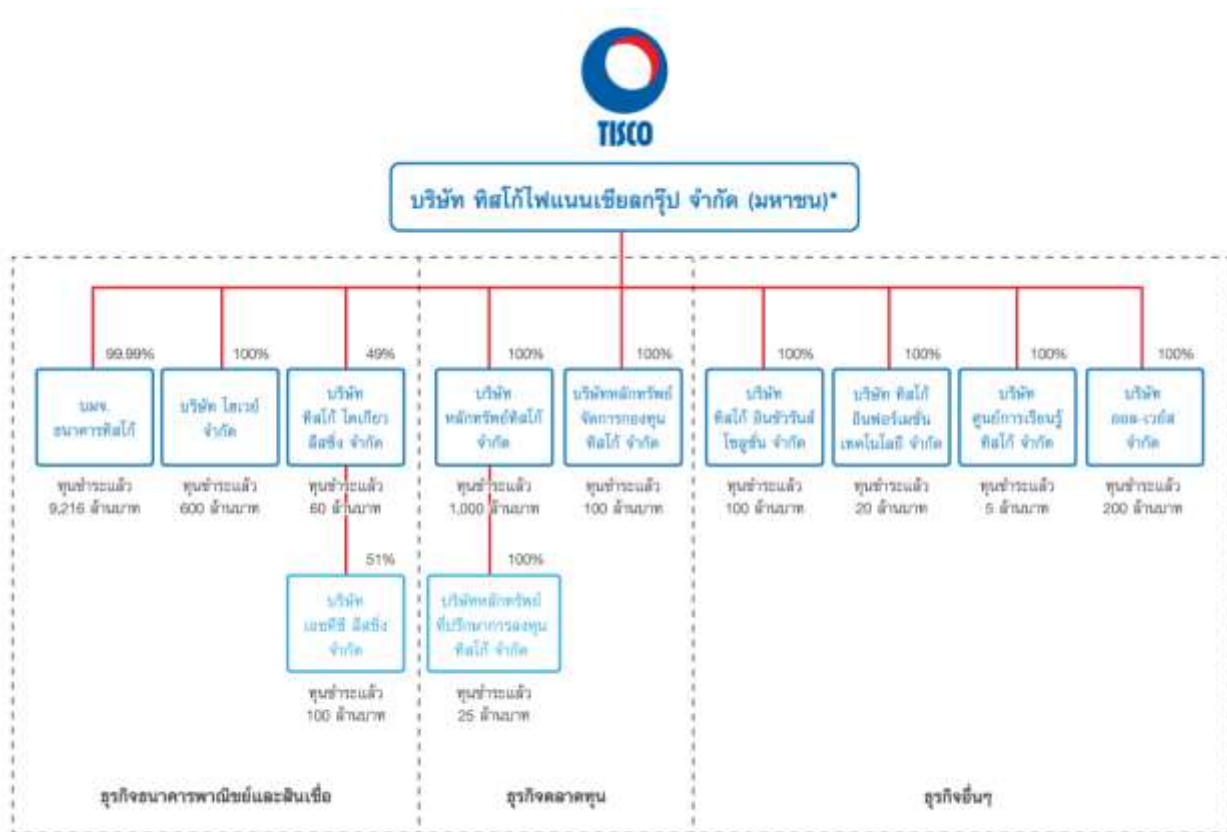 TISCO
บริษัท ทิสโก้ไฟแนนเชียลกรุ๊ป จำกัด (มหาชน)*
99.99%
100%
49%
100%
100%
100%
100%
100%
100%
บมจ.
ธนาคารทิสโก้
บริษัท ไฮเวย์
จำกัด
บริษัท
ทิสโก้ โตเกียว
ลีสซิ่ง จำกัด
บริษัท
หลักทรัพย์ทิสโก้
จำกัด
บริษัทหลักทรัพย์
จัดการกองทุน
ทิสโก้ จำกัด
บริษัท
ทิสโก้ อินชัวรันส์
โซลูชั่น จำกัด
บริษัท ทิสโก้
อินฟอร์เมชั่น
เทคโนโลยี จำกัด
บริษัท
ศูนย์การเรียนรู้
ทิสโก้ จำกัด
บริษัท
ออล-เวย์ส
จำกัด
ทุนชำระแล้ว
9,216 ล้านบาท
ทุนชำระแล้ว
600 ล้านบาท
ทุนชำระแล้ว
60 ล้านบาท
ทุนชำระแล้ว
1,000 ล้านบาท
ทุนชำระแล้ว
100 ล้านบาท
ทุนชำระแล้ว
100 ล้านบาท
ทุนชำระแล้ว
20 ล้านบาท
ทุนชำระแล้ว
5 ล้านบาท
ทุนชำระแล้ว
200 ล้านบาท
51%
100%
บริษัท
เอชทีซี ลีสซิ่ง
จำกัด
บริษัทหลักทรัพย์
ที่ปรึกษาการลงทุน
ทิสโก้ จำกัด
ทุนชำระแล้ว
100 ล้านบาท
ทุนชำระแล้ว
25 ล้านบาท
ธุรกิจธนาคารพาณิชย์และสินเชื่อ
ธุรกิจตลาดทุน
ธุรกิจอื่นๆ